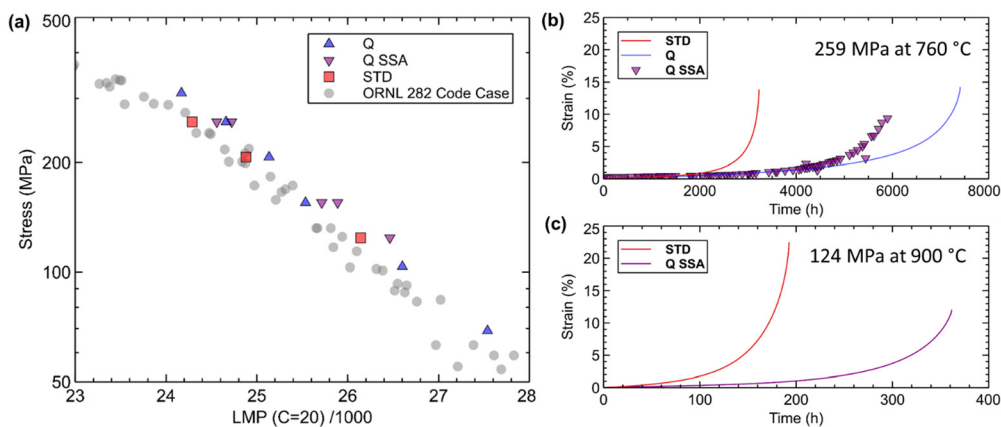 (a)
500
200
100
50
Stress (MPa)
23 24 25 26 27 28
LMP (C=20) /1000
Q
Q SSA
STD
ORNL 282 Code Case
(b)
25
20
15
10
5
0
Strain (%)
STD
Q
Q SSA
259 MPa at 760 °C
0 2000 4000 6000 8000
Time (h)
(c)
25
20
15
10
5
0
Strain (%)
STD
Q SSA
124 MPa at 900 °C
0 100 200 300 400
Time (h)